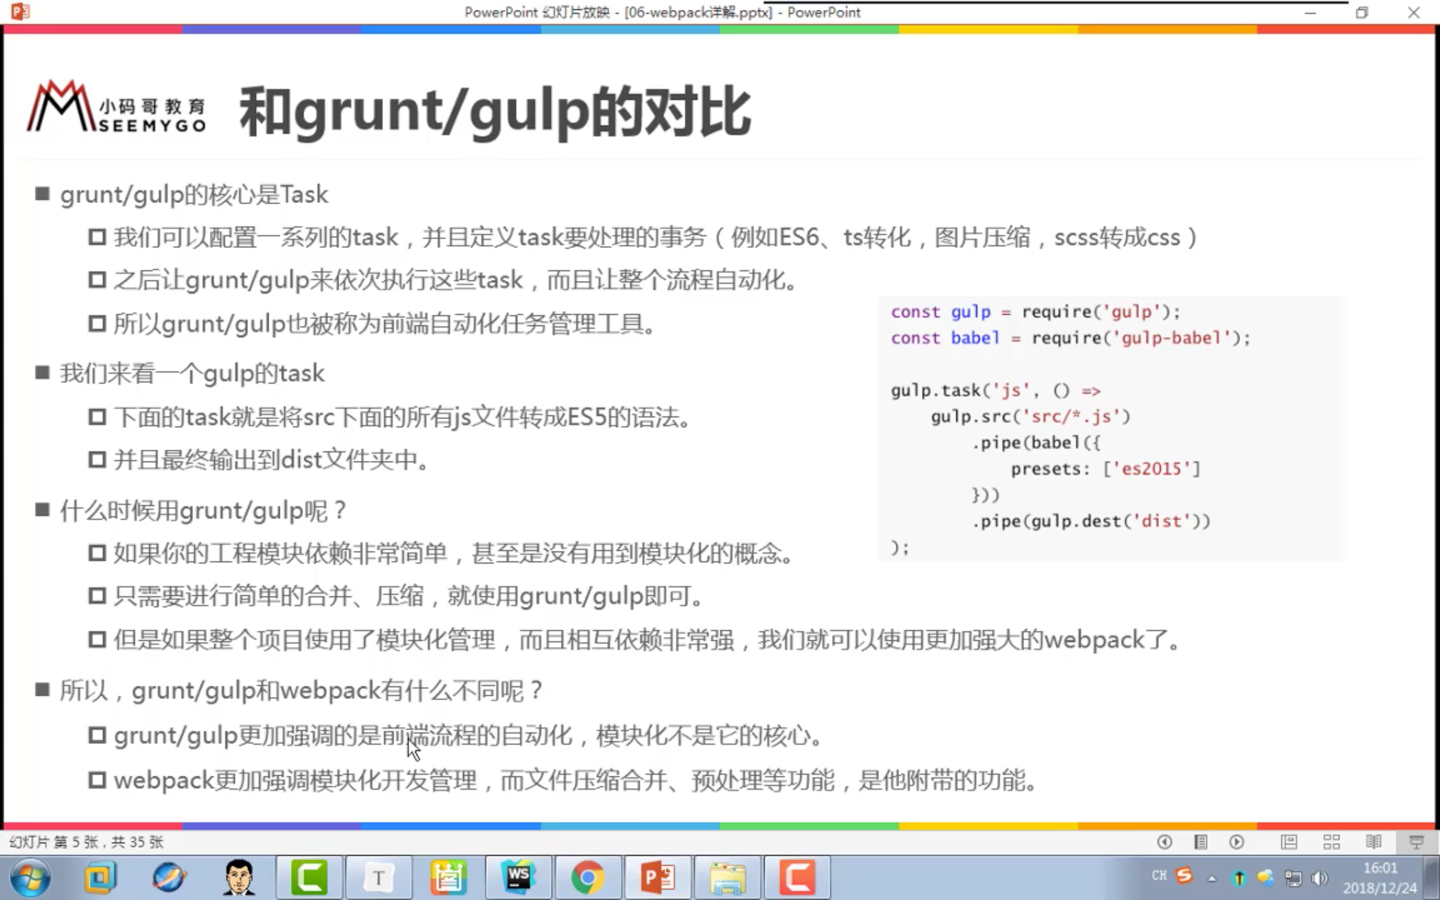 PowerPoint 幻灯片放映 - [06-webpack详解.pptx] - PowerPoint
小码哥教育
SEEMYGO
和grunt/gulp的对比
grunt/gulp的核心是Task
我们可以配置一系列的task，并且定义task要处理的事务（例如ES6、ts转化，图片压缩，scss转成css）
之后让grunt/gulp来依次执行这些task，而且让整个流程自动化。
所以grunt/gulp也被称为前端自动化任务管理工具。
我们来看一个gulp的task
下面的task就是将src下面的所有js文件转成ES5的语法。
并且最终输出到dist文件夹中。
什么时候用grunt/gulp呢？
如果你的工程模块依赖非常简单，甚至是没有用到模块化的概念。
只需要进行简单的合并、压缩，就使用grunt/gulp即可。
但是如果整个项目使用了模块化管理，而且相互依赖非常强，我们就可以使用更加强大的webpack了。
所以，grunt/gulp和webpack有什么不同呢？
grunt/gulp更加强调的是前端流程的自动化，模块化不是它的核心。
webpack更加强调模块化开发管理，而文件压缩合并、预处理等功能，是他附带的功能。
const gulp = require('gulp');
const babel = require('gulp-babel');
gulp.task('js', () =>
gulp.src('src/*.js')
.pipe(babel({
presets: ['es2015']
}))
.pipe(gulp.dest('dist'))
);
幻灯片 第 5 张，共 35 张
T
WS
CH
16:01
2018/12/24